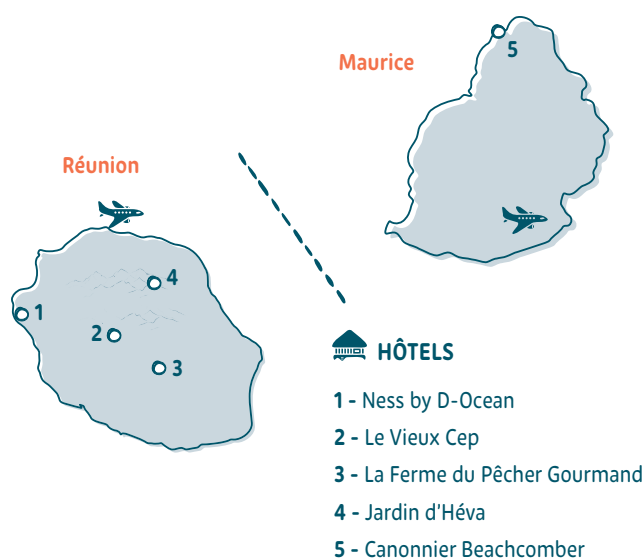 5
Maurice
Réunion
4
1
2
3
HÔTELS
1 - Ness by D-Ocean
2 - Le Vieux Cep
3 - La Ferme du Pêcher Gourmand
4 - Jardin d'Héva
5 - Canonnier Beachcomber